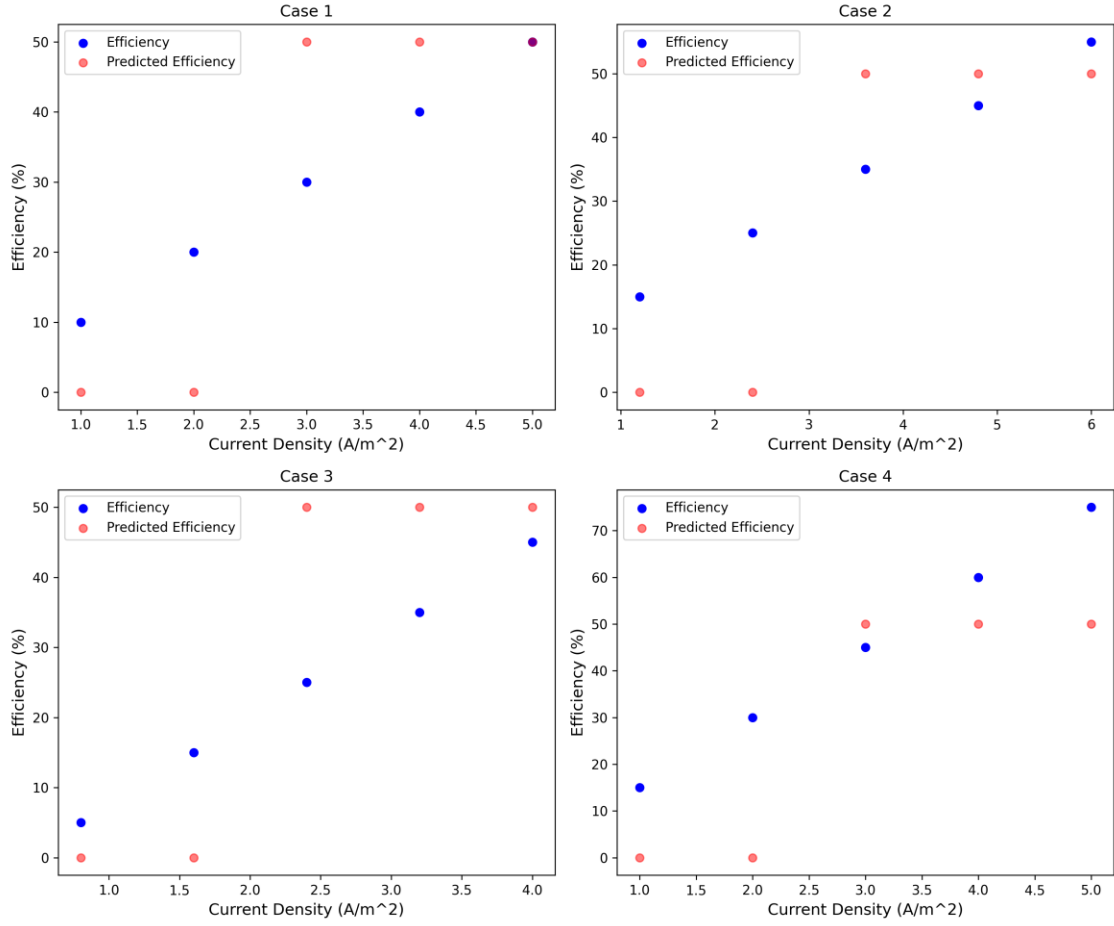 Case 1
Efficiency
Predicted Efficiency
Efficiency (%)
50
40
30
20
10
0
1.0 1.5 2.0 2.5 3.0 3.5 4.0 4.5 5.0
Current Density (A/m^2)
Case 2
Efficiency
Predicted Efficiency
Efficiency (%)
50
40
30
20
10
0
1 2 3 4 5 6
Current Density (A/m^2)
Case 3
Efficiency
Predicted Efficiency
Efficiency (%)
50
40
30
20
10
0
1.0 1.5 2.0 2.5 3.0 3.5 4.0
Current Density (A/m^2)
Case 4
Efficiency
Predicted Efficiency
Efficiency (%)
70
60
50
40
30
20
10
0
1.0 1.5 2.0 2.5 3.0 3.5 4.0 4.5 5.0
Current Density (A/m^2)